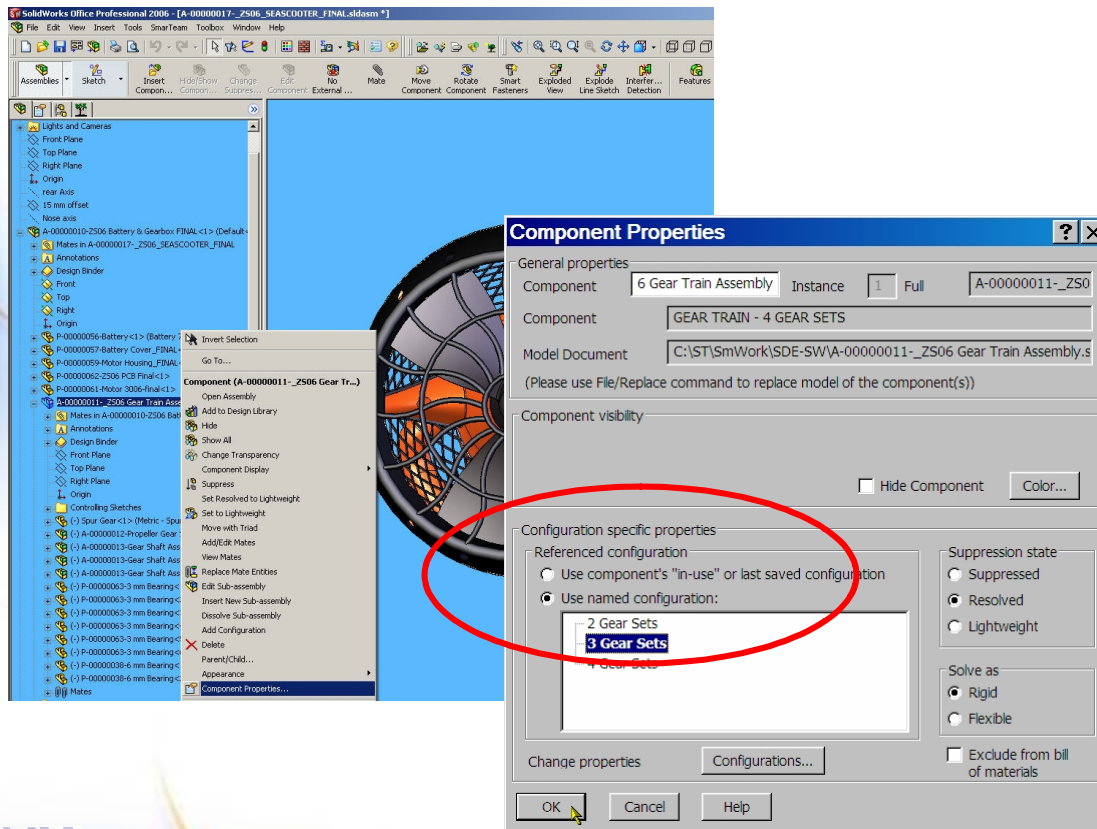 SolidWorks Office Professional 2006 - [A-00000017-_ZS06_SEASCOOTER_FINAL.sldasm *]
File Edit View Insert Tools SmarTeam Toolbox Window Help
Assemblies Sketch Insert Compon... Hide/Show Compon... Change Suppres... Edit Component No External ... Mate Move Component Rotate Component Smart Fasteners Exploded View Explode Line Sketch Interfer... Detection Features
Lights and Cameras
Front Plane
Top Plane
Right Plane
Origin
rear Axis
15 mm offset
Nose axis
A-00000010-ZS06 Battery & Gearbox FINAL<1> (Default<
Mates in A-00000017-_ZS06_SEASCOOTER_FINAL
Annotations
Design Binder
Front
Top
Right
Origin
P-00000056-Battery<1> (Battery
P-00000057-Battery Cover_FINAL
P-00000059-Motor Housing_FINAL
P-00000062-ZS06 PCB Final<1>
P-00000061-Motor 3006-final<1>
A-00000011-_ZS06 Gear Train Asse
Mates in A-00000010-ZS06 Batt
Annotations
Design Binder
Front Plane
Top Plane
Right Plane
Origin
Controlling Sketches
(-) Spur Gear<1> (Metric - Spu
(-) A-00000012-Propeller Gear
(-) A-00000013-Gear Shaft Ass
(-) A-00000013-Gear Shaft Ass
(-) A-00000013-Gear Shaft Ass
(-) P-00000063-3 mm Bearing<
(-) P-00000063-3 mm Bearing<
(-) P-00000063-3 mm Bearing<
(-) P-00000063-3 mm Bearing<
(-) P-00000063-3 mm Bearing<
(-) P-00000038-6 mm Bearing<
(-) P-00000038-6 mm Bearing<
Mates
Invert Selection
Go To...
Component (A-00000011-_ZS06 Gear Tr...)
Open Assembly
Add to Design Library
Hide
Show All
Change Transparency
Component Display
Suppress
Set Resolved to Lightweight
Set to Lightweight
Move with Triad
Add/Edit Mates
View Mates
Replace Mate Entities
Edit Sub-assembly
Insert New Sub-assembly
Dissolve Sub-assembly
Add Configuration
Delete
Parent/Child...
Appearance
Component Properties...
Component Properties
General properties
Component 6 Gear Train Assembly Instance 1 Full A-00000011-_ZS0
Component GEAR TRAIN - 4 GEAR SETS
Model Document C:\ST\SmWork\SDE-SW\A-00000011-_ZS06 Gear Train Assembly.s
(Please use File/Replace command to replace model of the component(s))
Component visibility
Hide Component Color...
Configuration specific properties
Referenced configuration
Use component's "in-use" or last saved configuration
Use named configuration:
2 Gear Sets
3 Gear Sets
4 Gear Sets
Suppression state
Suppressed
Resolved
Lightweight
Solve as
Rigid
Flexible
Change properties Configurations...
Exclude from bill
of materials
OK Cancel Help